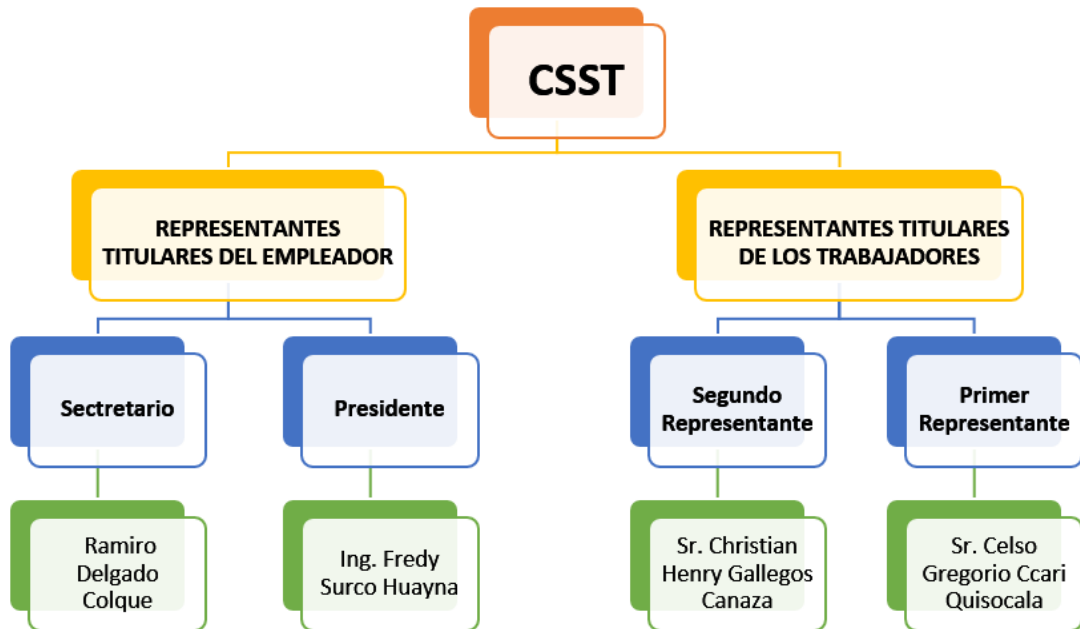 CSST
REPRESENTANTES
TITULARES DEL EMPLEADOR
REPRESENTANTES TITULARES
DE LOS TRABAJADORES
Sectretario
Presidente
Segundo
Representante
Primer
Representante
Ramiro
Delgado
Colque
Ing. Fredy
Surco Huayna
Sr. Christian
Henry Gallegos
Canaza
Sr. Celso
Gregorio Ccari
Quisocala